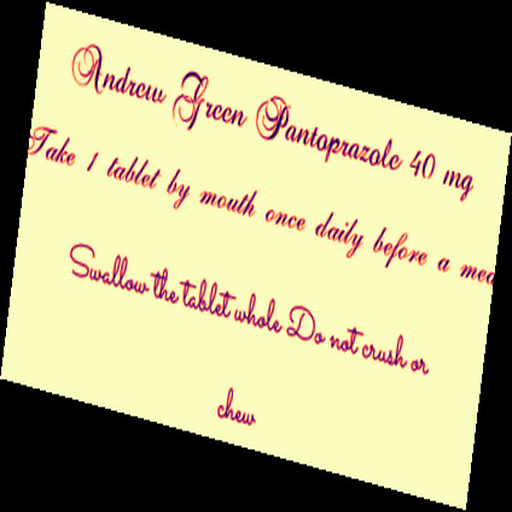 Andrew Green Pantoprazole 40 mg
Take 1 tablet by mouth once daily before a mea
Swallow the tablet whole Do not crush or
chew